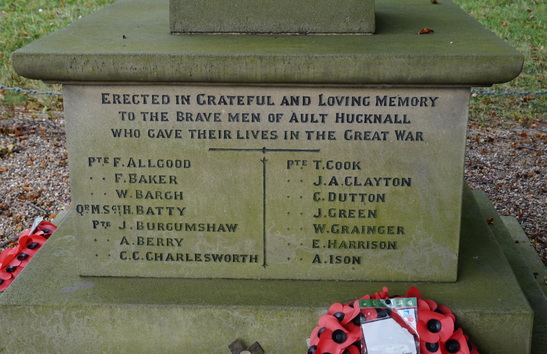 ERECTED IN GRATEFUL AND LOVING MEMORY
TO THE BRAVE MEN OF AULT HUCKNALL
WHO GAVE THEIR LIVES IN THE GREAT WAR
PTE F. ALLGOOD
.. F. BAKER
.. W. BARGH
QR M. SGT H. BATTY
PTE J. BURGUMSHAW
.. A. BERRY
.. C. C. CHARLESWORTH
PTE T. COOK
.. J. A. CLAYTON
.. C. DUTTON
.. J. GREEN
.. W. GRAINGER
.. E. HARRISON
.. A. ISON